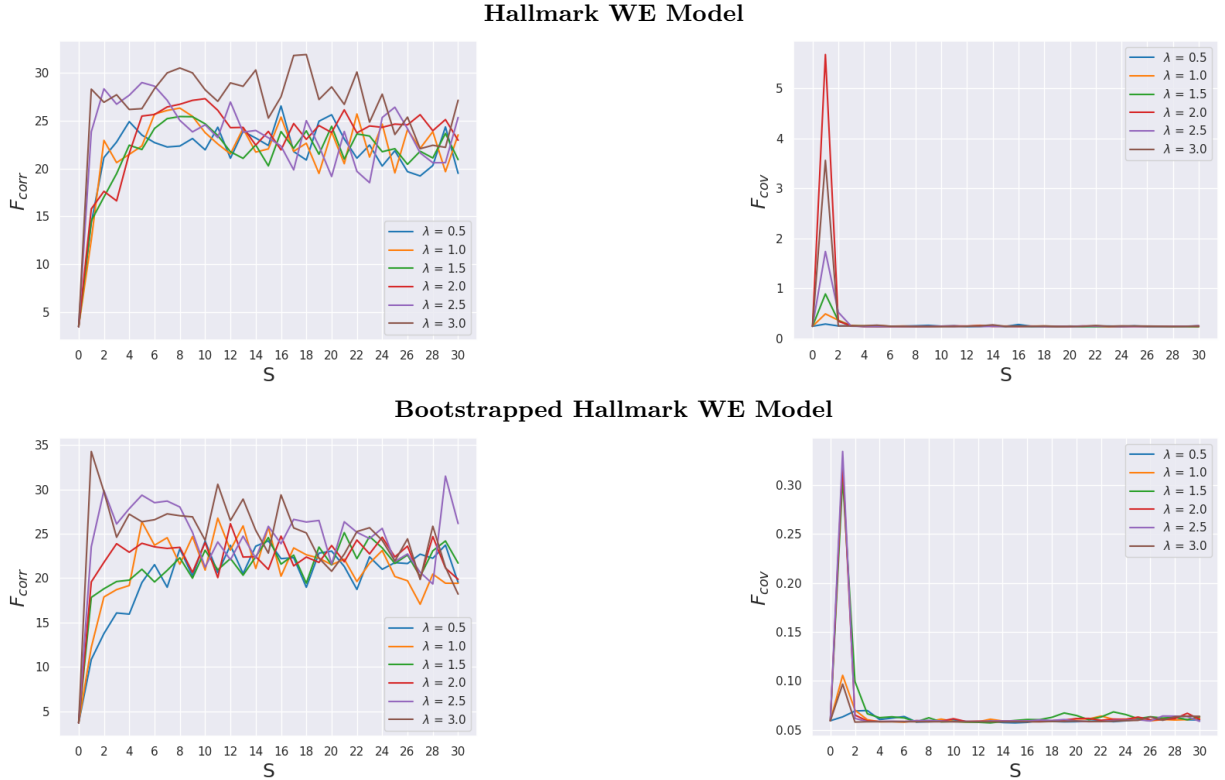 Hallmark WE Model
30
25
20
15
10
5
F_corr
λ = 0.5
λ = 1.0
λ = 1.5
λ = 2.0
λ = 2.5
λ = 3.0
0 2 4 6 8 10 12 14 16 18 20 22 24 26 28 30
S
5
4
3
2
1
0
F_cov
λ = 0.5
λ = 1.0
λ = 1.5
λ = 2.0
λ = 2.5
λ = 3.0
0 2 4 6 8 10 12 14 16 18 20 22 24 26 28 30
S
Bootstrapped Hallmark WE Model
35
30
25
20
15
10
5
F_corr
λ = 0.5
λ = 1.0
λ = 1.5
λ = 2.0
λ = 2.5
λ = 3.0
0 2 4 6 8 10 12 14 16 18 20 22 24 26 28 30
S
0.30
0.25
0.20
0.15
0.10
0.05
F_cov
λ = 0.5
λ = 1.0
λ = 1.5
λ = 2.0
λ = 2.5
λ = 3.0
0 2 4 6 8 10 12 14 16 18 20 22 24 26 28 30
S